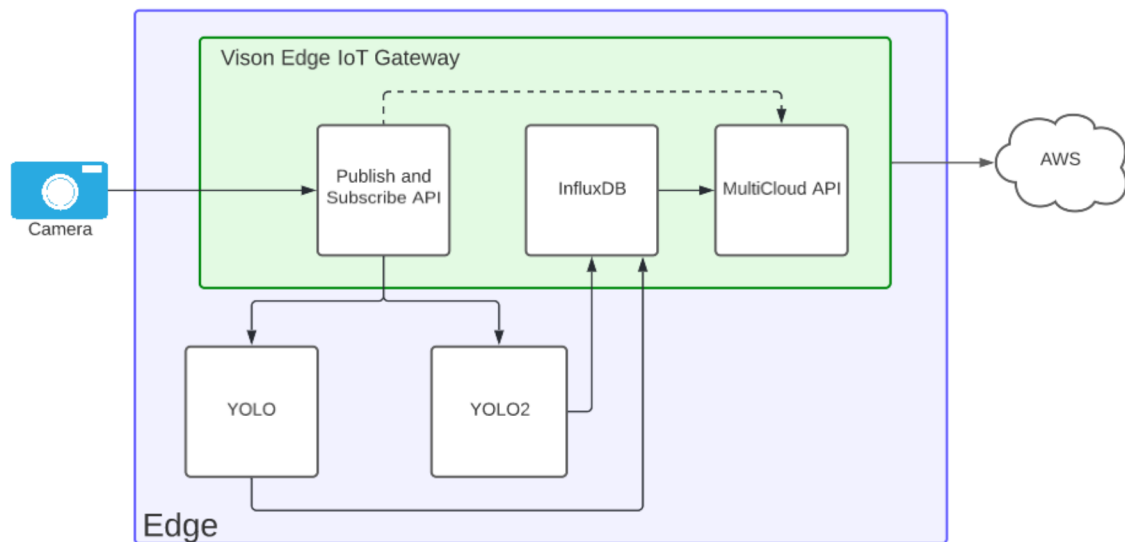 Vison Edge IoT Gateway
Publish and
Subscribe API
InfluxDB
MultiCloud API
AWS
Camera
YOLO
YOLO2
Edge